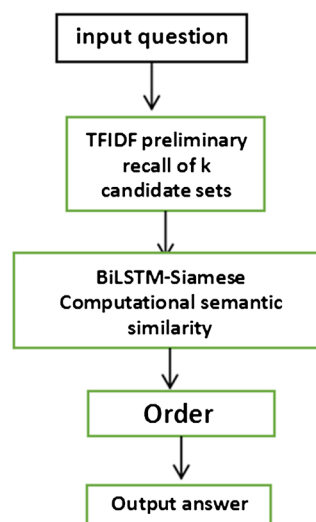 input question
TFIDF preliminary
recall of k
candidate sets
BiLSTM-Siamese
Computational semantic
similarity
Order
Output answer